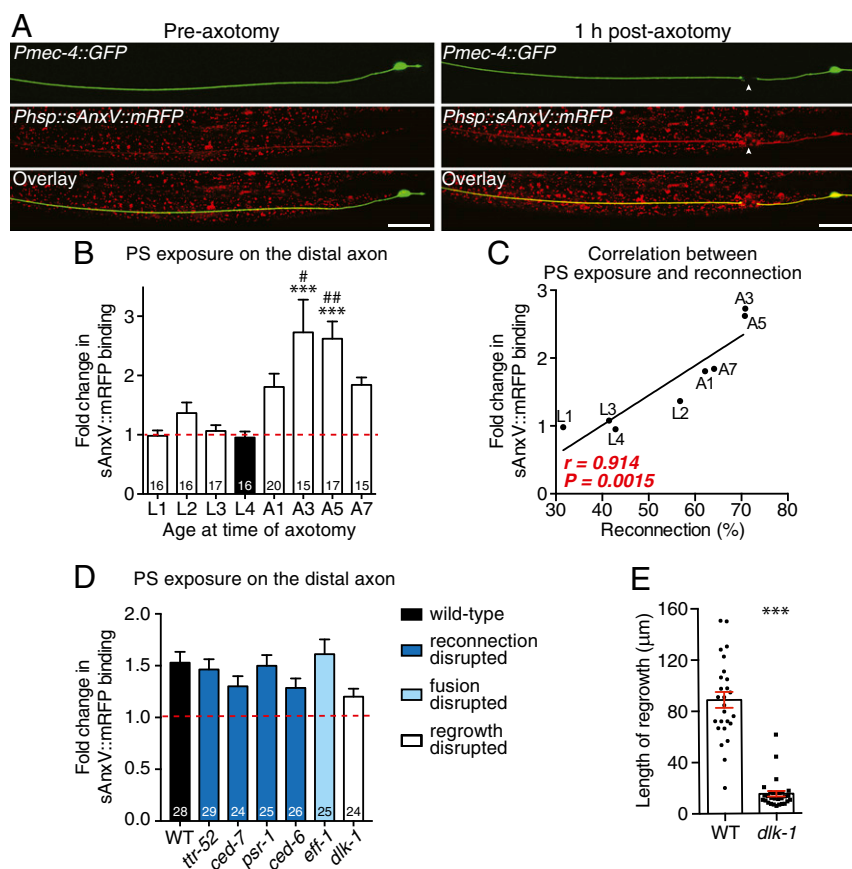 A
Pre-axotomy
1 h post-axotomy
Pmec-4::GFP
Pmec-4::GFP
Phsp::sAnxV::mRFP
Phsp::sAnxV::mRFP
Overlay
Overlay
B
PS exposure on the distal axon
Fold change in
sAnxV::mRFP binding
3
2
1
0
#
***
##
***
16
16
17
16
20
15
17
15
L1
L2
L3
L4
A1
A3
A5
A7
Age at time of axotomy
C
Correlation between
PS exposure and reconnection
Fold change in
sAnxV::mRFP binding
3
2
1
0
L1
L3
L4
L2
A1
A7
A3
A5
r = 0.914
P = 0.0015
30
40
50
60
70
80
Reconnection (%)
D
PS exposure on the distal axon
Fold change in
sAnxV::mRFP binding
2.0
1.5
1.0
0.5
0.0
28
29
24
25
26
25
24
WT
ttr-52
ced-7
psr-1
ced-6
eff-1
dlk-1
wild-type
reconnection
disrupted
fusion
disrupted
regrowth
disrupted
E
Length of regrowth (μm)
160
120
80
40
0
***
WT
dlk-1